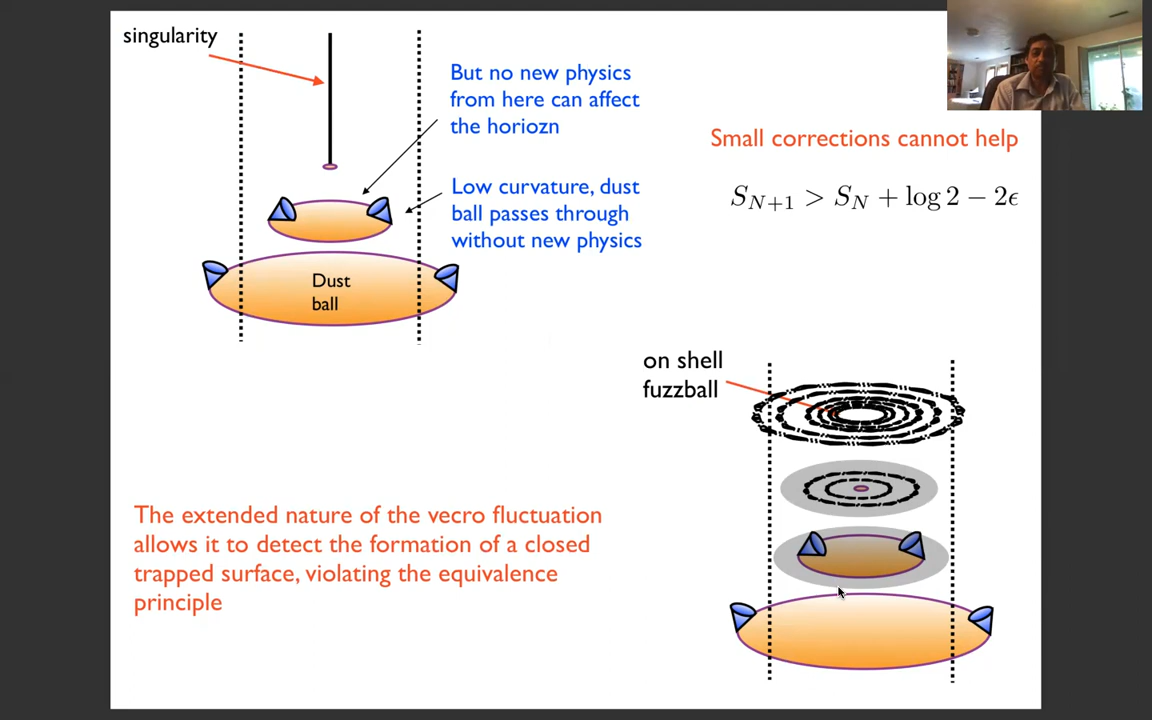 singularity
But no new physics
from here can affect
the horiozn
Low curvature, dust
ball passes through
without new physics
Dust
ball
Small corrections cannot help
S_{N+1} > S_N + log 2 − 2ϵ
on shell
fuzzball
The extended nature of the vecro fluctuation
allows it to detect the formation of a closed
trapped surface, violating the equivalence
principle